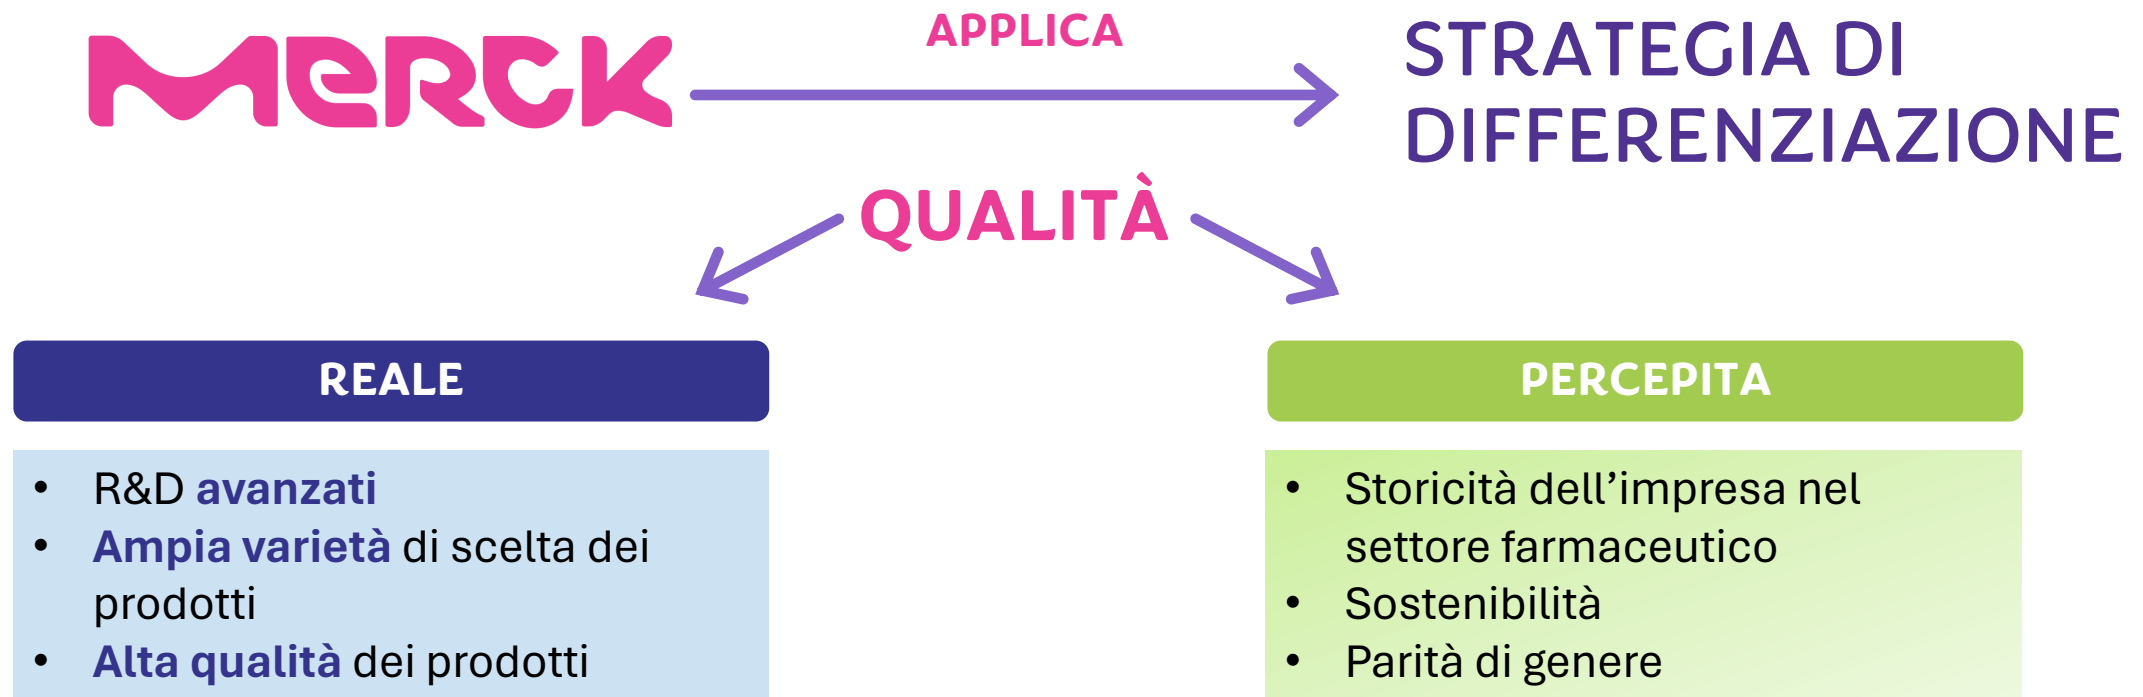 MERCK
APPLICA
STRATEGIA DI
DIFFERENZIAZIONE
QUALITÀ
REALE
• R&D avanzati
• Ampia varietà di scelta dei
prodotti
• Alta qualità dei prodotti
PERCEPITA
• Storicità dell’impresa nel
settore farmaceutico
• Sostenibilità
• Parità di genere